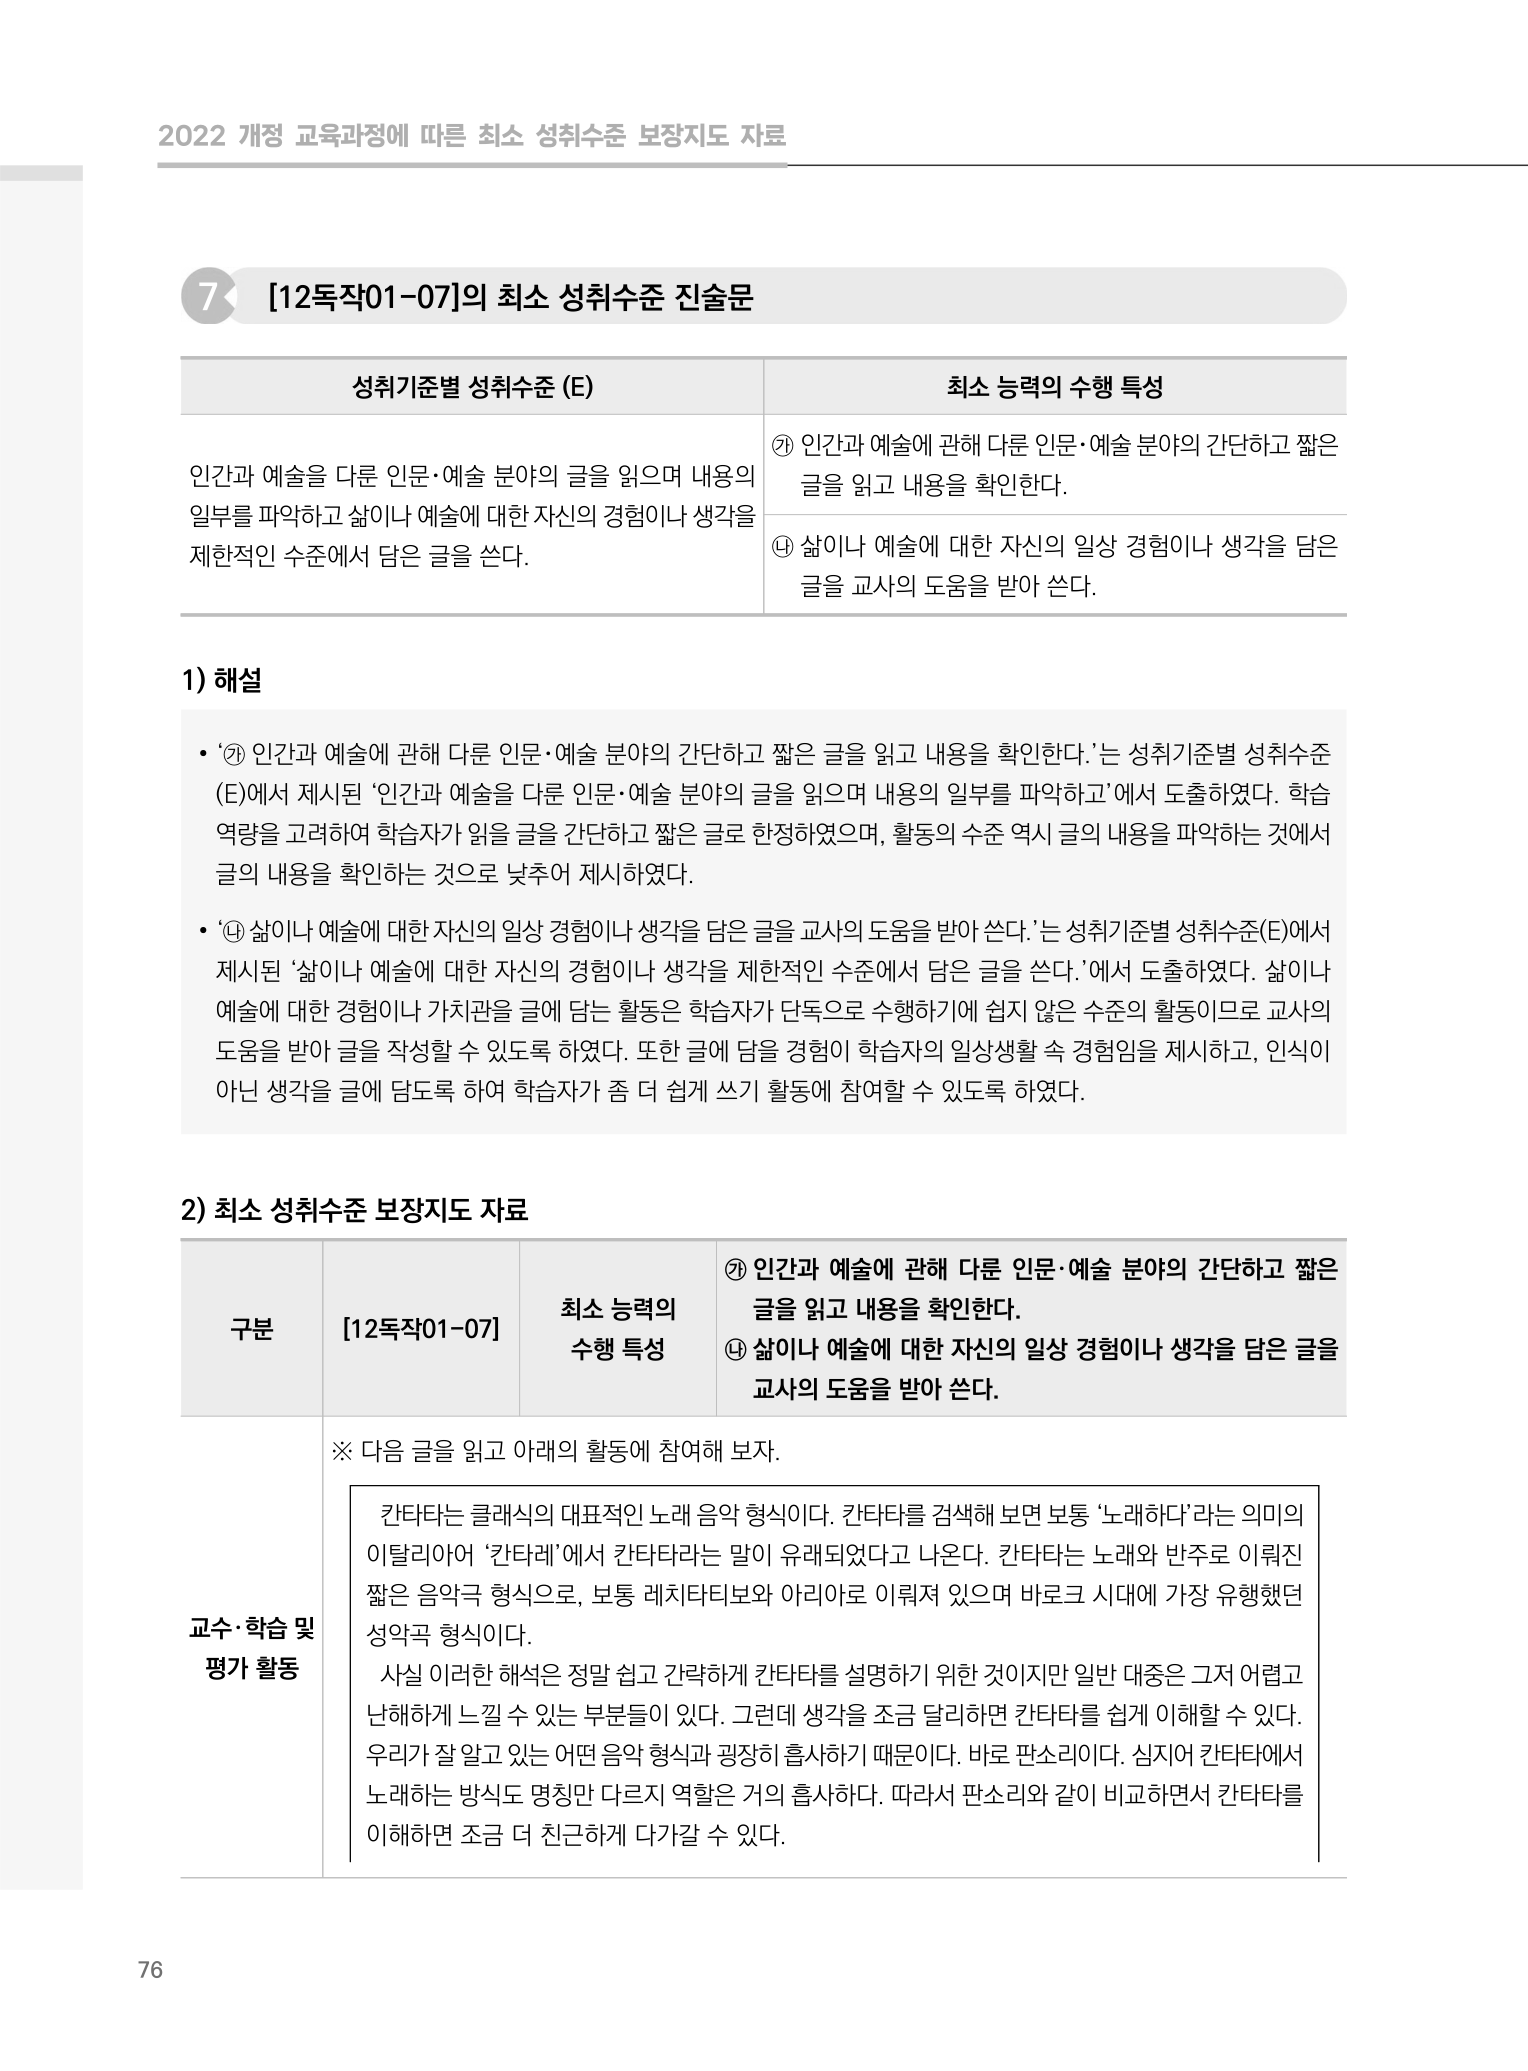 2022 개정 교육과정에 따른 최소 성취수준 보장지도 자료
7 [12독작01-07]의 최소 성취수준 진술문
성취기준별 성취수준 (E)
최소 능력의 수행 특성
인간과 예술을 다룬 인문·예술 분야의 글을 읽으며 내용의
일부를 파악하고 삶이나 예술에 대한 자신의 경험이나 생각을
제한적인 수준에서 담은 글을 쓴다.
㉮ 인간과 예술에 관해 다룬 인문·예술 분야의 간단하고 짧은
글을 읽고 내용을 확인한다.
㉯ 삶이나 예술에 대한 자신의 일상 경험이나 생각을 담은
글을 교사의 도움을 받아 쓴다.
1) 해설
• ‘㉮ 인간과 예술에 관해 다룬 인문·예술 분야의 간단하고 짧은 글을 읽고 내용을 확인한다.’는 성취기준별 성취수준
(E)에서 제시된 ‘인간과 예술을 다룬 인문·예술 분야의 글을 읽으며 내용의 일부를 파악하고’에서 도출하였다. 학습
역량을 고려하여 학습자가 읽을 글을 간단하고 짧은 글로 한정하였으며, 활동의 수준 역시 글의 내용을 파악하는 것에서
글의 내용을 확인하는 것으로 낮추어 제시하였다.
• ‘㉯ 삶이나 예술에 대한 자신의 일상 경험이나 생각을 담은 글을 교사의 도움을 받아 쓴다.’는 성취기준별 성취수준(E)에서
제시된 ‘삶이나 예술에 대한 자신의 경험이나 생각을 제한적인 수준에서 담은 글을 쓴다.’에서 도출하였다. 삶이나
예술에 대한 경험이나 가치관을 글에 담는 활동은 학습자가 단독으로 수행하기에 쉽지 않은 수준의 활동이므로 교사의
도움을 받아 글을 작성할 수 있도록 하였다. 또한 글에 담을 경험이 학습자의 일상생활 속 경험임을 제시하고, 인식이
아닌 생각을 글에 담도록 하여 학습자가 좀 더 쉽게 쓰기 활동에 참여할 수 있도록 하였다.
2) 최소 성취수준 보장지도 자료
구분
[12독작01-07]
최소 능력의
수행 특성
㉮ 인간과 예술에 관해 다룬 인문·예술 분야의 간단하고 짧은
글을 읽고 내용을 확인한다.
㉯ 삶이나 예술에 대한 자신의 일상 경험이나 생각을 담은 글을
교사의 도움을 받아 쓴다.
교수·학습 및
평가 활동
※ 다음 글을 읽고 아래의 활동에 참여해 보자.
칸타타는 클래식의 대표적인 노래 음악 형식이다. 칸타타를 검색해 보면 보통 ‘노래하다’라는 의미의
이탈리아어 ‘칸타레’에서 칸타타라는 말이 유래되었다고 나온다. 칸타타는 노래와 반주로 이뤄진
짧은 음악극 형식으로, 보통 레치타티보와 아리아로 이뤄져 있으며 바로크 시대에 가장 유행했던
성악곡 형식이다.
사실 이러한 해석은 정말 쉽고 간략하게 칸타타를 설명하기 위한 것이지만 일반 대중은 그저 어렵고
난해하게 느낄 수 있는 부분들이 있다. 그런데 생각을 조금 달리하면 칸타타를 쉽게 이해할 수 있다.
우리가 잘 알고 있는 어떤 음악 형식과 굉장히 흡사하기 때문이다. 바로 판소리이다. 심지어 칸타타에서
노래하는 방식도 명칭만 다르지 역할은 거의 흡사하다. 따라서 판소리와 같이 비교하면서 칸타타를
이해하면 조금 더 친근하게 다가갈 수 있다.
76